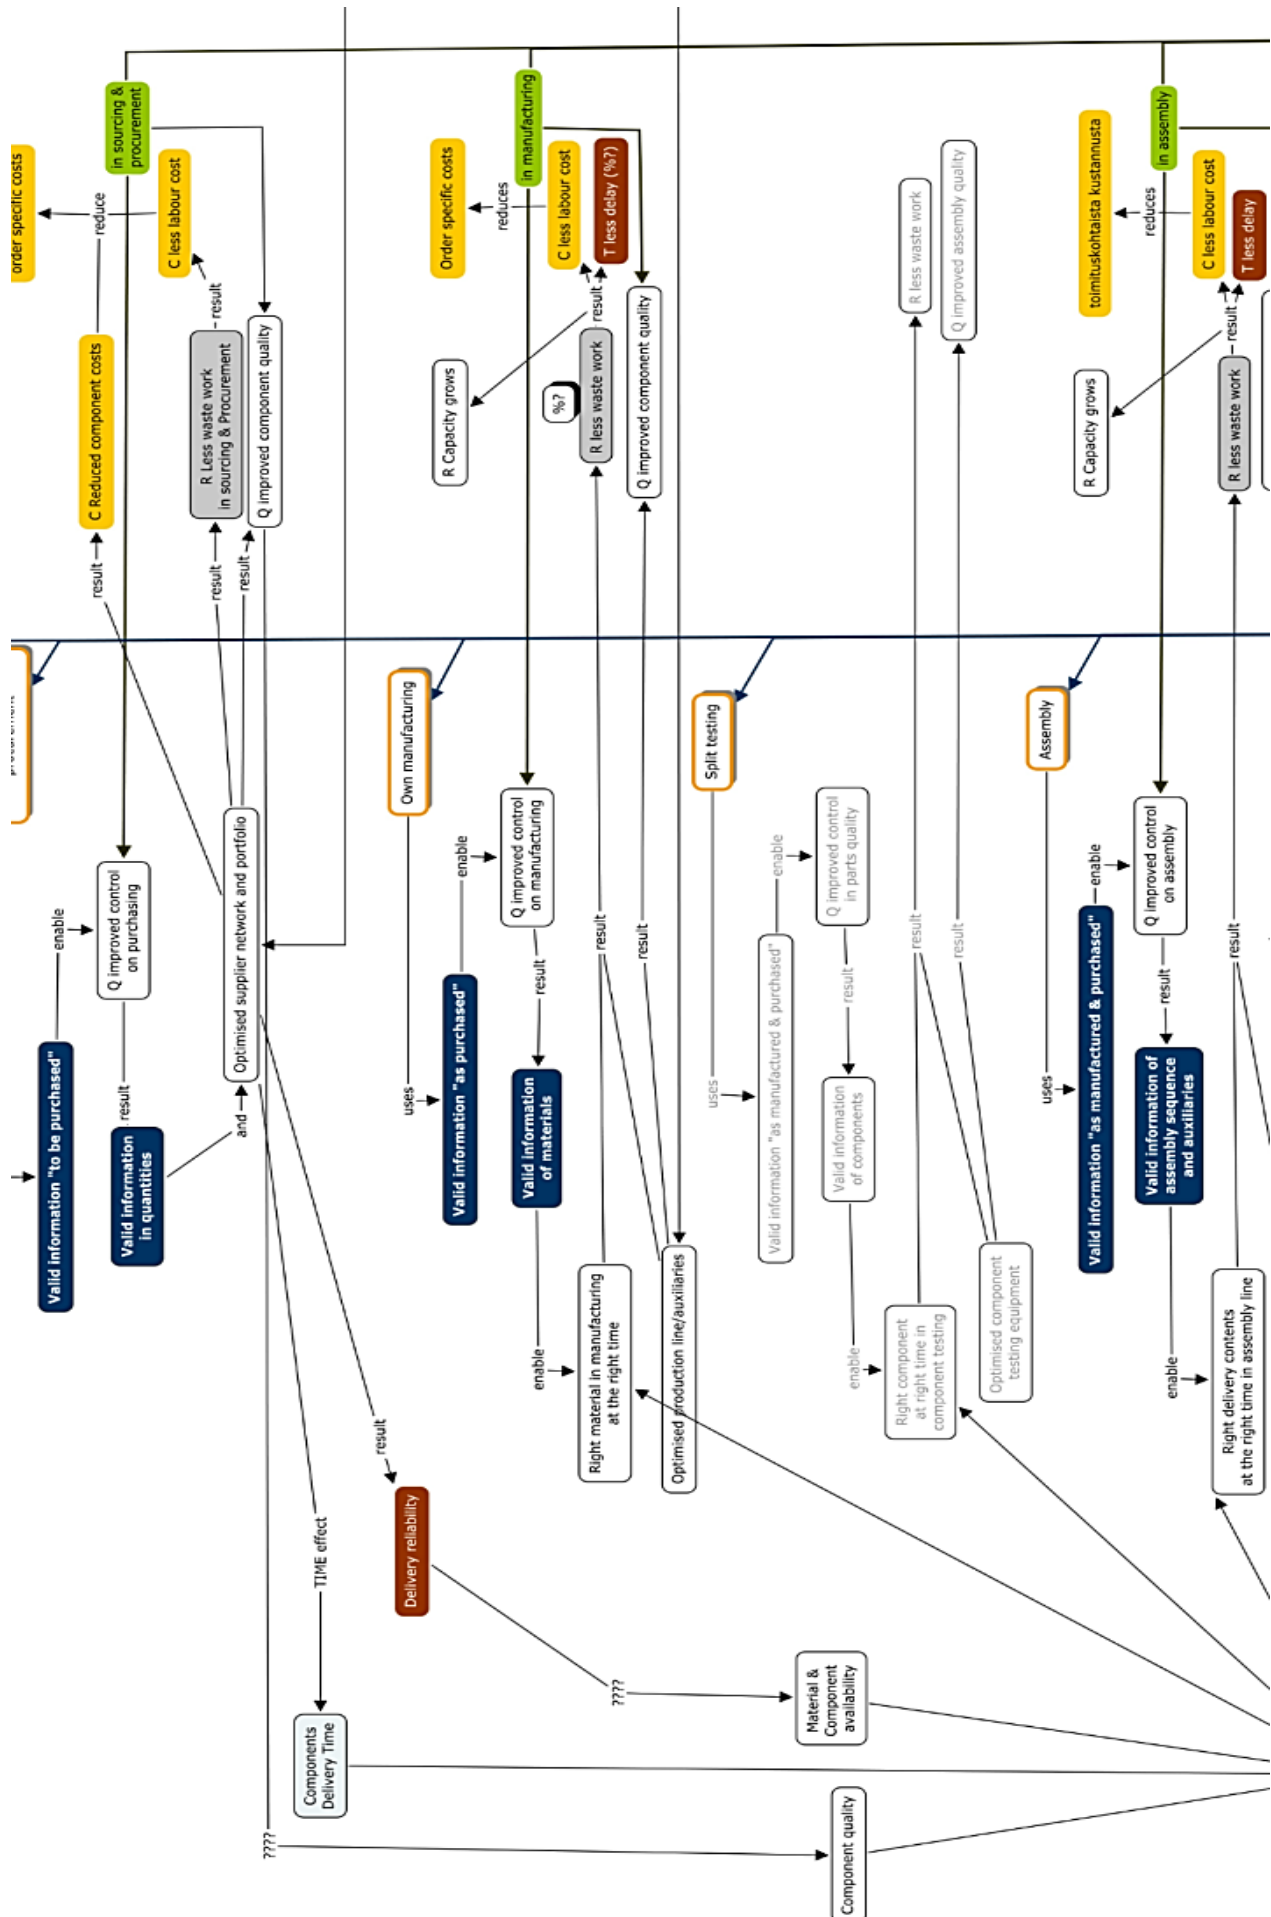 order specific costs
in sourcing &
procurement
reduce
C less labour cost
result
C Reduced component costs
R Less waste work
in sourcing & Procurement
Q improved component quality
result
result
result
in manufacturing
Order specific costs
reduces
C less labour cost
T less delay (%?)
result
R Capacity grows
%?
R less waste work
Q improved component quality
R less waste work
Q improved assembly quality
in assembly
toimituskohtaista kustannusta
reduces
C less labour cost
T less delay
result
R Capacity grows
R less waste work
procurement
enable
Q improved control
on purchasing
Valid information "to be purchased"
result
Valid information
in quantities
and
Optimised supplier network and portfolio
Own manufacturing
uses
enable
Q improved control
on manufacturing
Valid information "as purchased"
result
Valid information
of materials
enable
Right material in manufacturing
at the right time
result
result
Optimised production line/auxiliaries
Split testing
uses
enable
Q improved control
in parts quality
Valid information "as manufactured & purchased"
result
Valid information
of components
enable
Right component
at right time in
component testing
result
result
Optimised component
testing equipment
Assembly
uses
enable
Q improved control
on assembly
Valid information "as manufactured & purchased"
result
Valid information of
assembly sequence
and auxiliaries
enable
Right delivery contents
at the right time in assembly line
result
result
Delivery reliability
TIME effect
Components
Delivery Time
????
Material &
Component
availability
????
Component quality